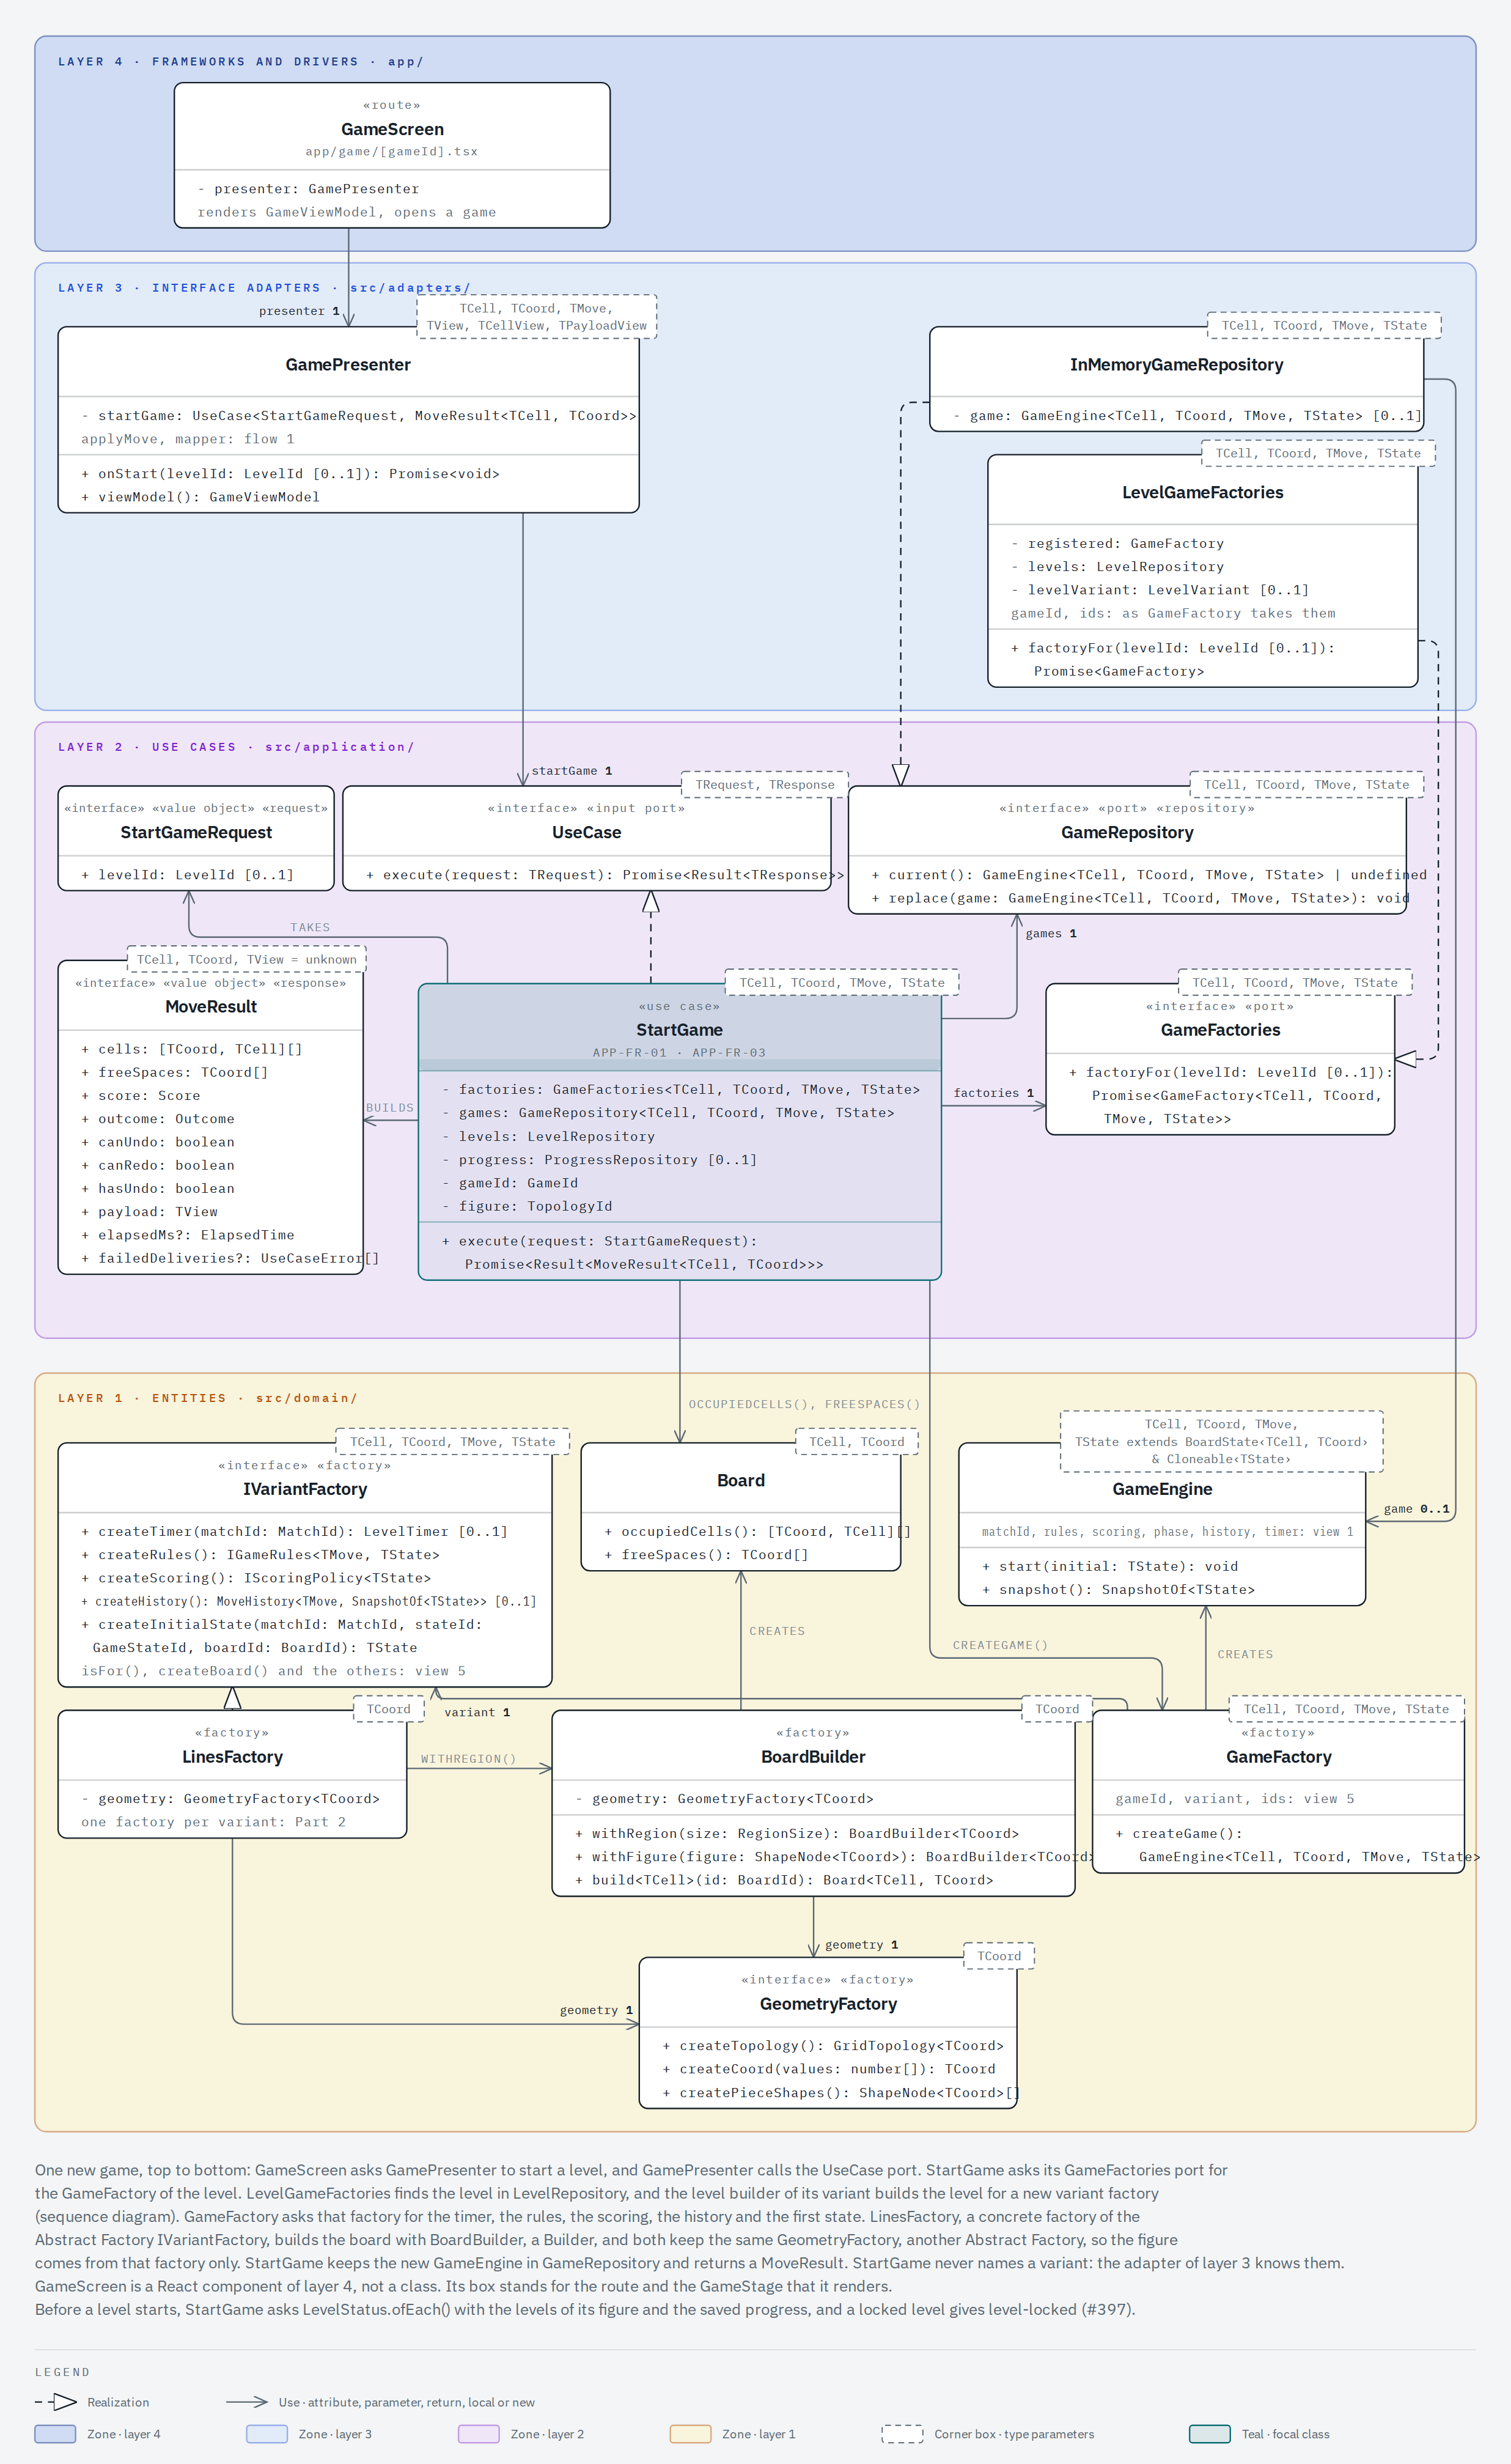 LAYER 4 · FRAMEWORKS AND DRIVERS · app/
«route»
GameScreen
app/game/[gameId].tsx
- presenter: GamePresenter
renders GameViewModel, opens a game
LAYER 3 · INTERFACE ADAPTERS · src/adapters/
presenter 1
TCell, TCoord, TMove,
TView, TCellView, TPayloadView
GamePresenter
- startGame: UseCase<StartGameRequest, MoveResult<TCell, TCoord>>
applyMove, mapper: flow 1
+ onStart(levelId: LevelId [0..1]): Promise<void>
+ viewModel(): GameViewModel
TCell, TCoord, TMove, TState
InMemoryGameRepository
- game: GameEngine<TCell, TCoord, TMove, TState> [0..1]
TCell, TCoord, TMove, TState
LevelGameFactories
- registered: GameFactory
- levels: LevelRepository
- levelVariant: LevelVariant [0..1]
gameId, ids: as GameFactory takes them
+ factoryFor(levelId: LevelId [0..1]):
Promise<GameFactory>
LAYER 2 · USE CASES · src/application/
startGame 1
«interface» «value object» «request»
StartGameRequest
+ levelId: LevelId [0..1]
TRequest, TResponse
«interface» «input port»
UseCase
+ execute(request: TRequest): Promise<Result<TResponse>>
TCell, TCoord, TMove, TState
«interface» «port» «repository»
GameRepository
+ current(): GameEngine<TCell, TCoord, TMove, TState> | undefined
+ replace(game: GameEngine<TCell, TCoord, TMove, TState>): void
TAKES
games 1
TCell, TCoord, TView = unknown
«interface» «value object» «response»
MoveResult
+ cells: [TCoord, TCell][]
+ freeSpaces: TCoord[]
+ score: Score
+ outcome: Outcome
+ canUndo: boolean
+ canRedo: boolean
+ hasUndo: boolean
+ payload: TView
+ elapsedMs?: ElapsedTime
+ failedDeliveries?: UseCaseError[]
BUILDS
TCell, TCoord, TMove, TState
«use case»
StartGame
APP-FR-01 · APP-FR-03
- factories: GameFactories<TCell, TCoord, TMove, TState>
- games: GameRepository<TCell, TCoord, TMove, TState>
- levels: LevelRepository
- progress: ProgressRepository [0..1]
- gameId: GameId
- figure: TopologyId
+ execute(request: StartGameRequest):
Promise<Result<MoveResult<TCell, TCoord>>>
factories 1
TCell, TCoord, TMove, TState
«interface» «port»
GameFactories
+ factoryFor(levelId: LevelId [0..1]):
Promise<GameFactory<TCell, TCoord,
TMove, TState>>
LAYER 1 · ENTITIES · src/domain/
OCCUPIEDCELLS(), FREESPACES()
TCell, TCoord, TMove, TState
«interface» «factory»
IVariantFactory
+ createTimer(matchId: MatchId): LevelTimer [0..1]
+ createRules(): IGameRules<TMove, TState>
+ createScoring(): IScoringPolicy<TState>
+ createHistory(): MoveHistory<TMove, SnapshotOf<TState>> [0..1]
+ createInitialState(matchId: MatchId, stateId:
GameStateId, boardId: BoardId): TState
isFor(), createBoard() and the others: view 5
TCell, TCoord
Board
+ occupiedCells(): [TCoord, TCell][]
+ freeSpaces(): TCoord[]
TCell, TCoord, TMove,
TState extends BoardState‹TCell, TCoord›
& Cloneable‹TState›
GameEngine
matchId, rules, scoring, phase, history, timer: view 1
+ start(initial: TState): void
+ snapshot(): SnapshotOf<TState>
game 0..1
CREATES
CREATEGAME()
CREATES
variant 1
TCoord
«factory»
LinesFactory
- geometry: GeometryFactory<TCoord>
one factory per variant: Part 2
WITHREGION()
TCoord
«factory»
BoardBuilder
- geometry: GeometryFactory<TCoord>
+ withRegion(size: RegionSize): BoardBuilder<TCoord>
+ withFigure(figure: ShapeNode<TCoord>): BoardBuilder<TCoord>
+ build<TCell>(id: BoardId): Board<TCell, TCoord>
TCell, TCoord, TMove, TState
«factory»
GameFactory
gameId, variant, ids: view 5
+ createGame():
GameEngine<TCell, TCoord, TMove, TState>
geometry 1
geometry 1
TCoord
«interface» «factory»
GeometryFactory
+ createTopology(): GridTopology<TCoord>
+ createCoord(values: number[]): TCoord
+ createPieceShapes(): ShapeNode<TCoord>[]
One new game, top to bottom: GameScreen asks GamePresenter to start a level, and GamePresenter calls the UseCase port. StartGame asks its GameFactories port for
the GameFactory of the level. LevelGameFactories finds the level in LevelRepository, and the level builder of its variant builds the level for a new variant factory
(sequence diagram). GameFactory asks that factory for the timer, the rules, the scoring, the history and the first state. LinesFactory, a concrete factory of the
Abstract Factory IVariantFactory, builds the board with BoardBuilder, a Builder, and both keep the same GeometryFactory, another Abstract Factory, so the figure
comes from that factory only. StartGame keeps the new GameEngine in GameRepository and returns a MoveResult. StartGame never names a variant: the adapter of layer 3 knows them.
GameScreen is a React component of layer 4, not a class. Its box stands for the route and the GameStage that it renders.
Before a level starts, StartGame asks LevelStatus.ofEach() with the levels of its figure and the saved progress, and a locked level gives level-locked (#397).
LEGEND
Realization
Use · attribute, parameter, return, local or new
Zone · layer 4
Zone · layer 3
Zone · layer 2
Zone · layer 1
Corner box · type parameters
Teal · focal class